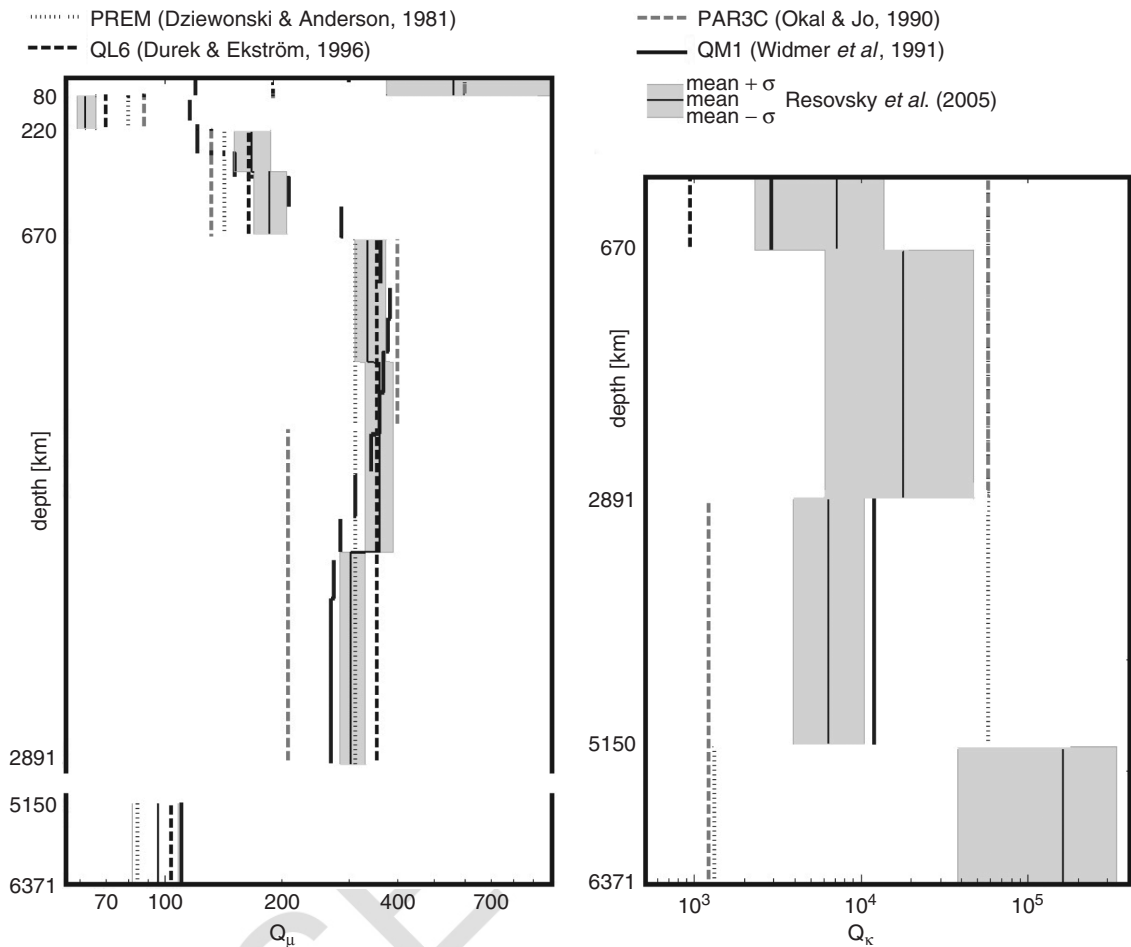 PREM (Dziewonski & Anderson, 1981)
QL6 (Durek & Ekström, 1996)
PAR3C (Okal & Jo, 1990)
QM1 (Widmer et al, 1991)
mean + σ
mean
mean − σ
Resovsky et al. (2005)
80
220
670
depth [km]
2891
5150
6371
70
100
200
400
700
Qμ
670
depth [km]
2891
5150
6371
10³
10⁴
10⁵
Qκ